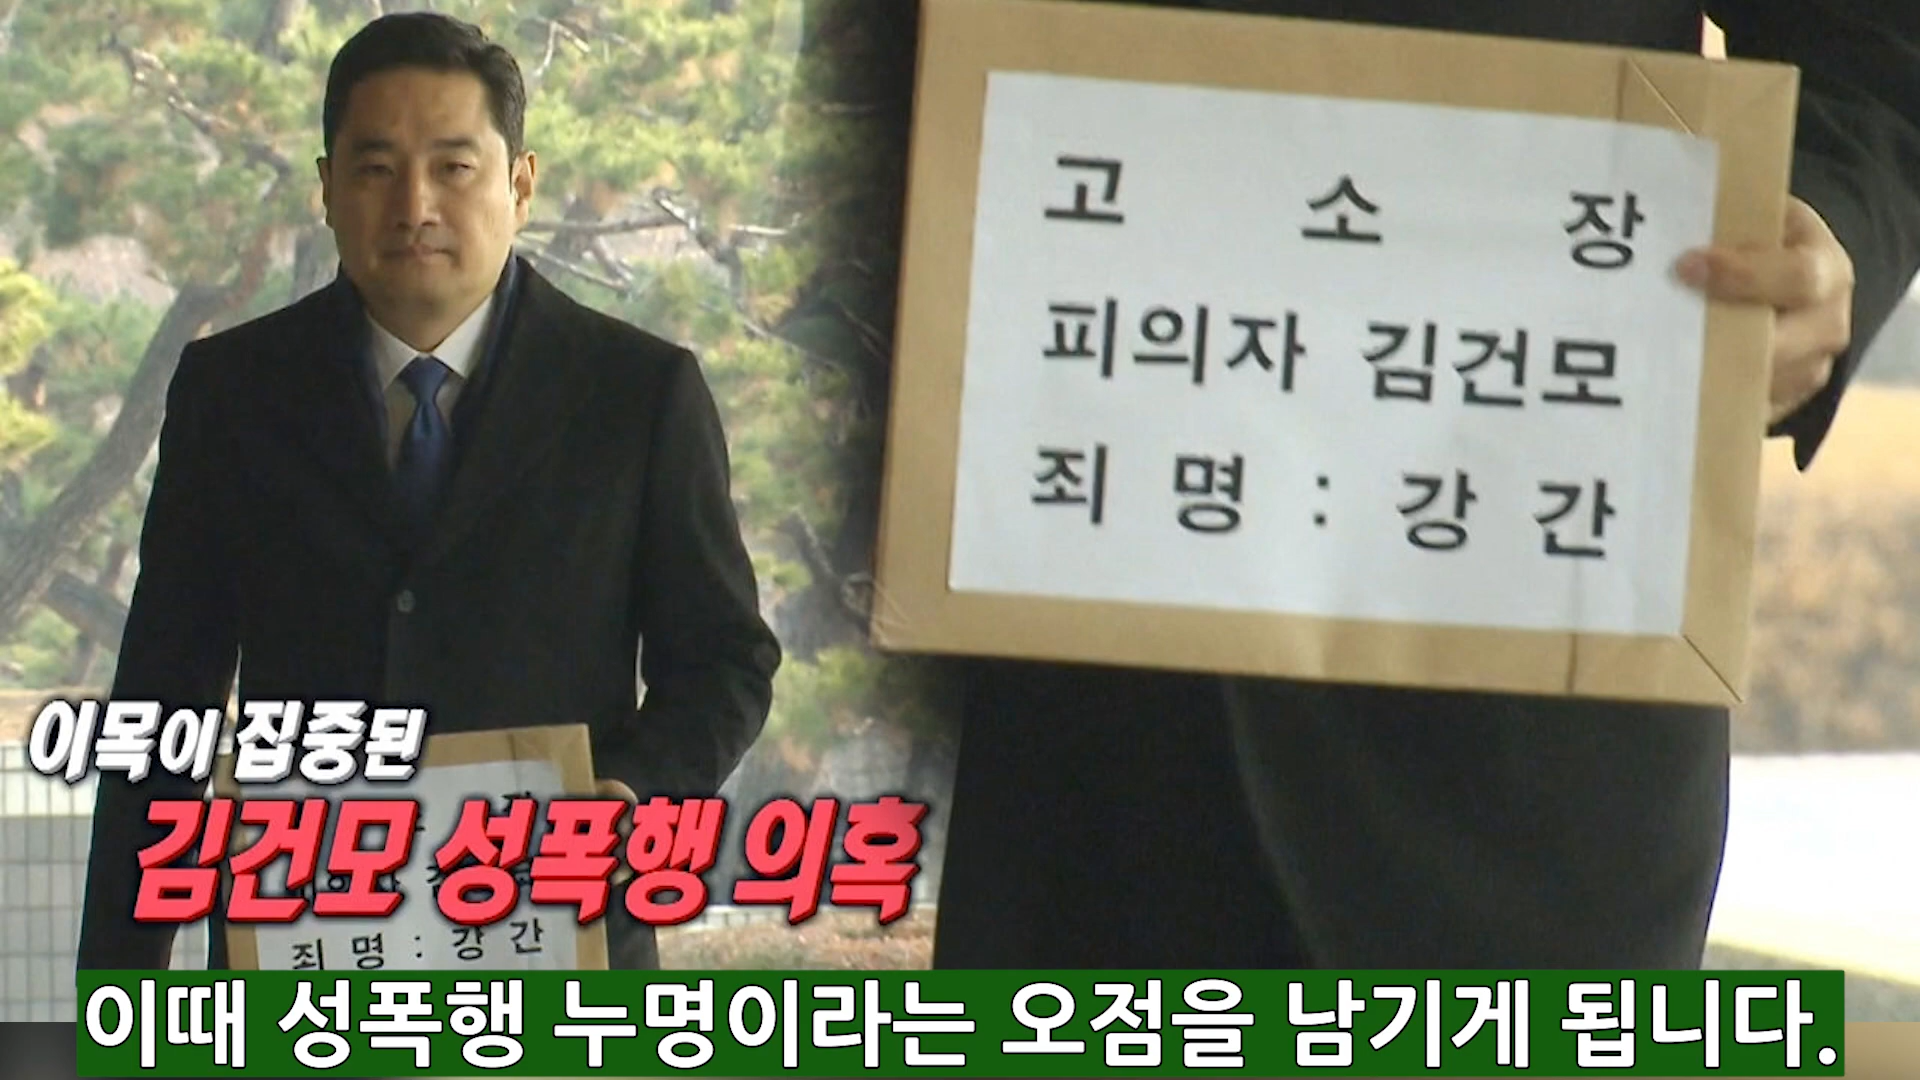 고 소 장
피의자 김건모
죄 명 : 강 간
이목이 집중된
김건모 성폭행 의혹
죄 명 : 강 간
이때 성폭행 누명이라는 오점을 남기게 됩니다.